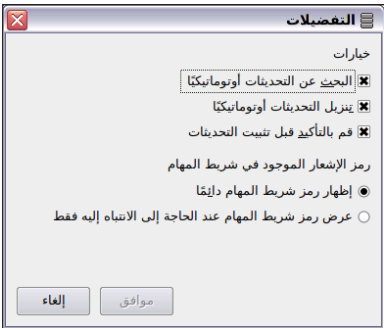 التفضيلات
خيارات
البحث عن التحديثات أوتوماتيكيًا
تنزيل التحديثات أوتوماتيكيًا
قم بالتأكيد قبل تثبيت التحديثات
رمز الإشعار الموجود في شريط المهام
إظهار رمز شريط المهام دائمًا
عرض رمز شريط المهام عند الحاجة إلى الانتباه إليه فقط
موافق إلغاء